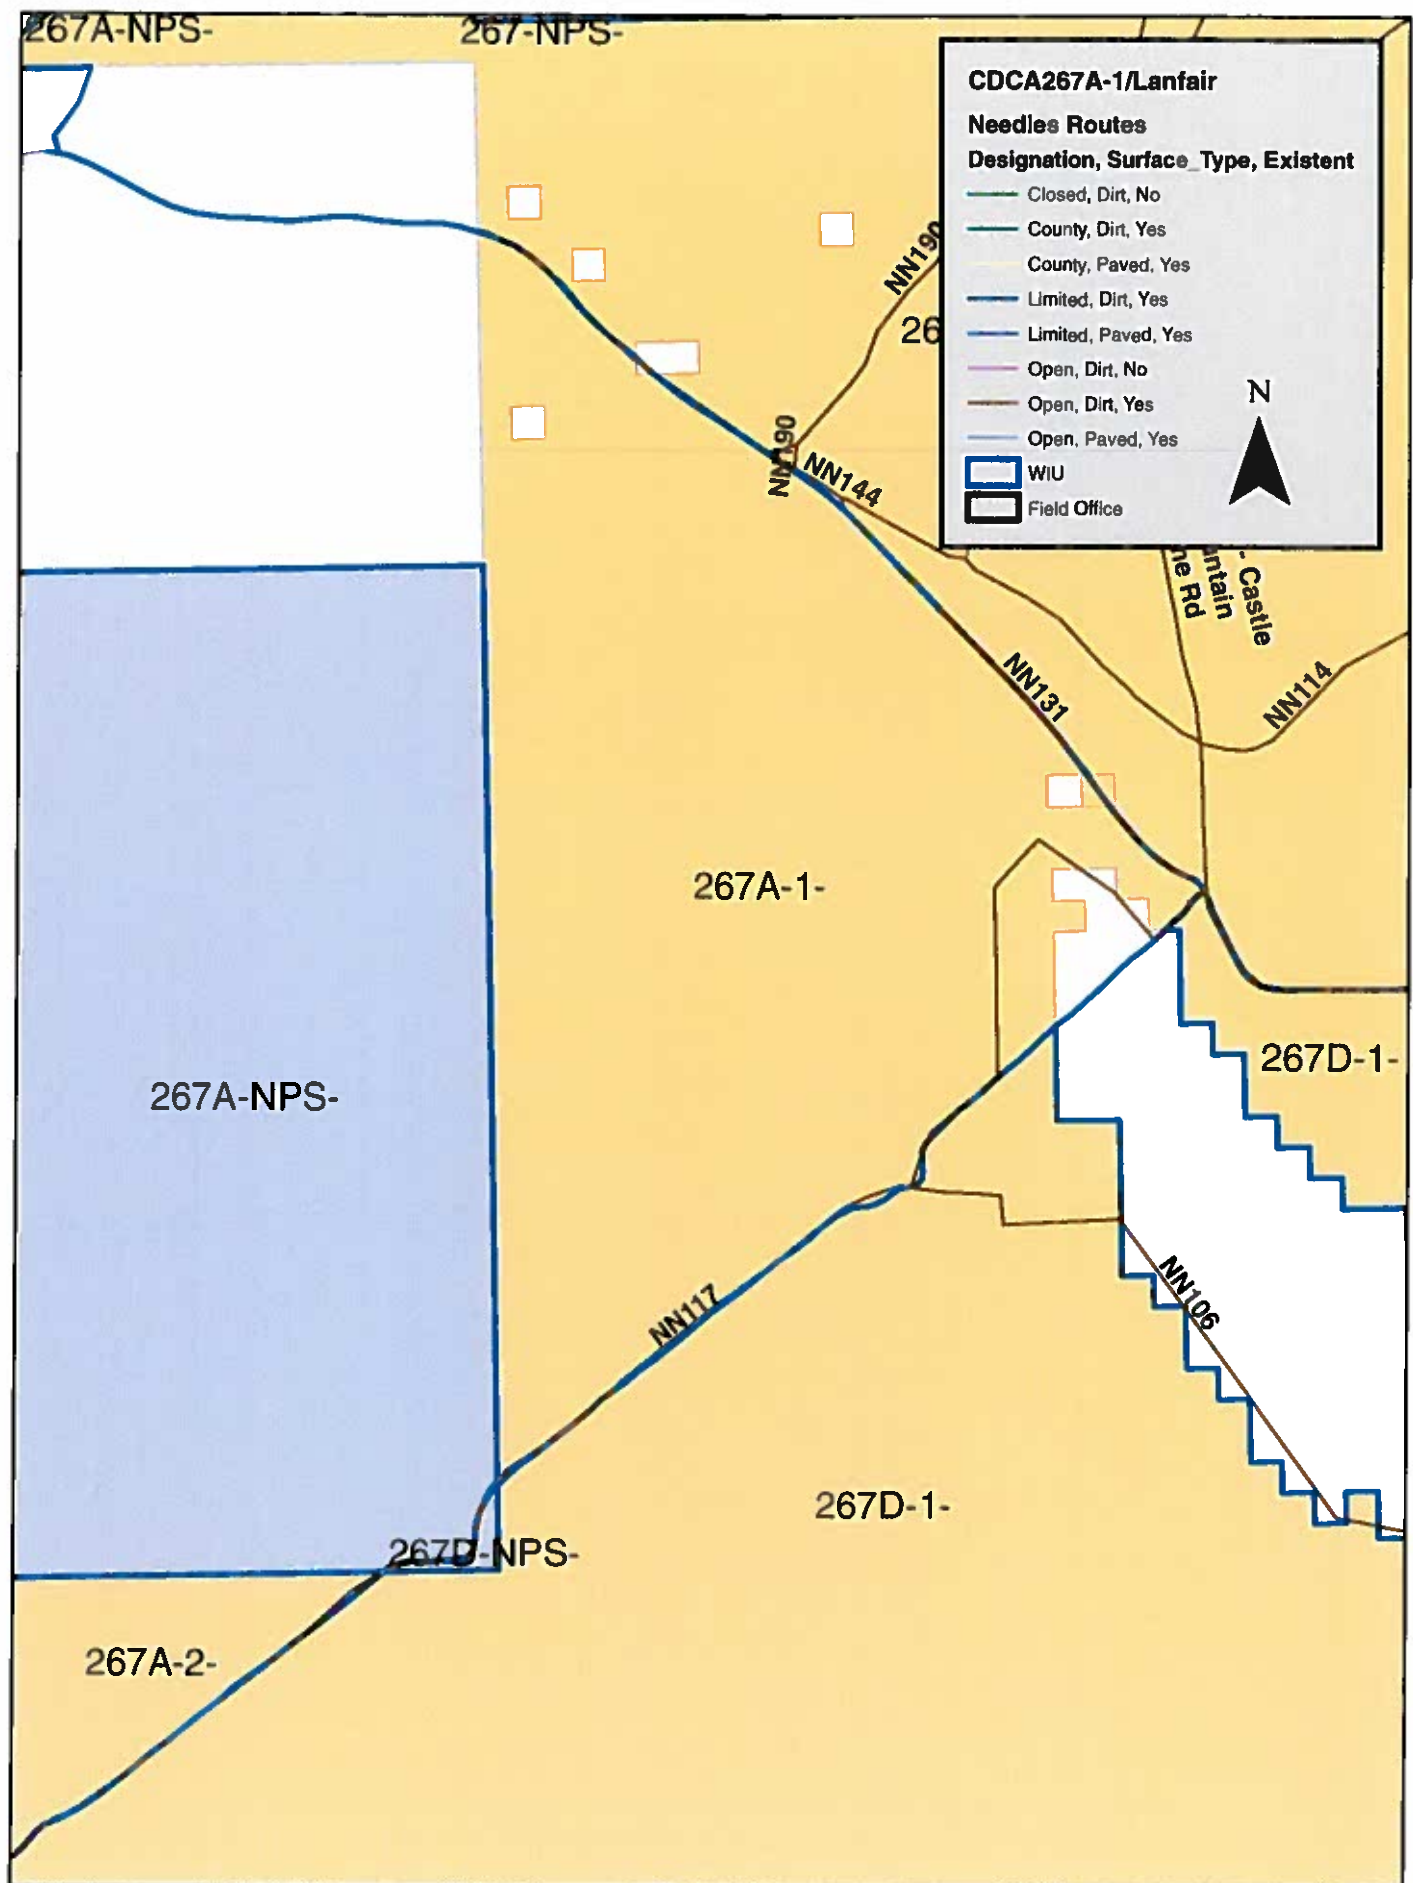 267A-NPS-
267-NPS-
CDCA267A-1/Lanfair
Needles Routes
Designation, Surface_Type, Existent
Closed, Dirt, No
County, Dirt, Yes
County, Paved, Yes
Limited, Dirt, Yes
Limited, Paved, Yes
Open, Dirt, No
Open, Dirt, Yes
Open, Paved, Yes
WIU
Field Office
N
NN190
26
NN190
NN144
- Castle
untain
ne Rd
NN131
NN114
267A-1-
267D-1-
267A-NPS-
NN106
NN117
267D-1-
267D-NPS-
267A-2-